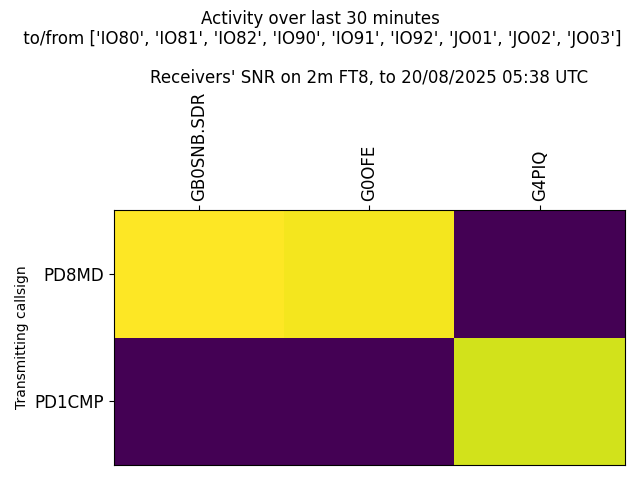 Activity over last 30 minutes
to/from ['IO80', 'IO81', 'IO82', 'IO90', 'IO91', 'IO92', 'JO01', 'JO02', 'JO03']
Receivers' SNR on 2m FT8, to 20/08/2025 05:38 UTC
GB0SNB.SDR
G0OFE
G4PIQ
Transmitting callsign
PD8MD
PD1CMP